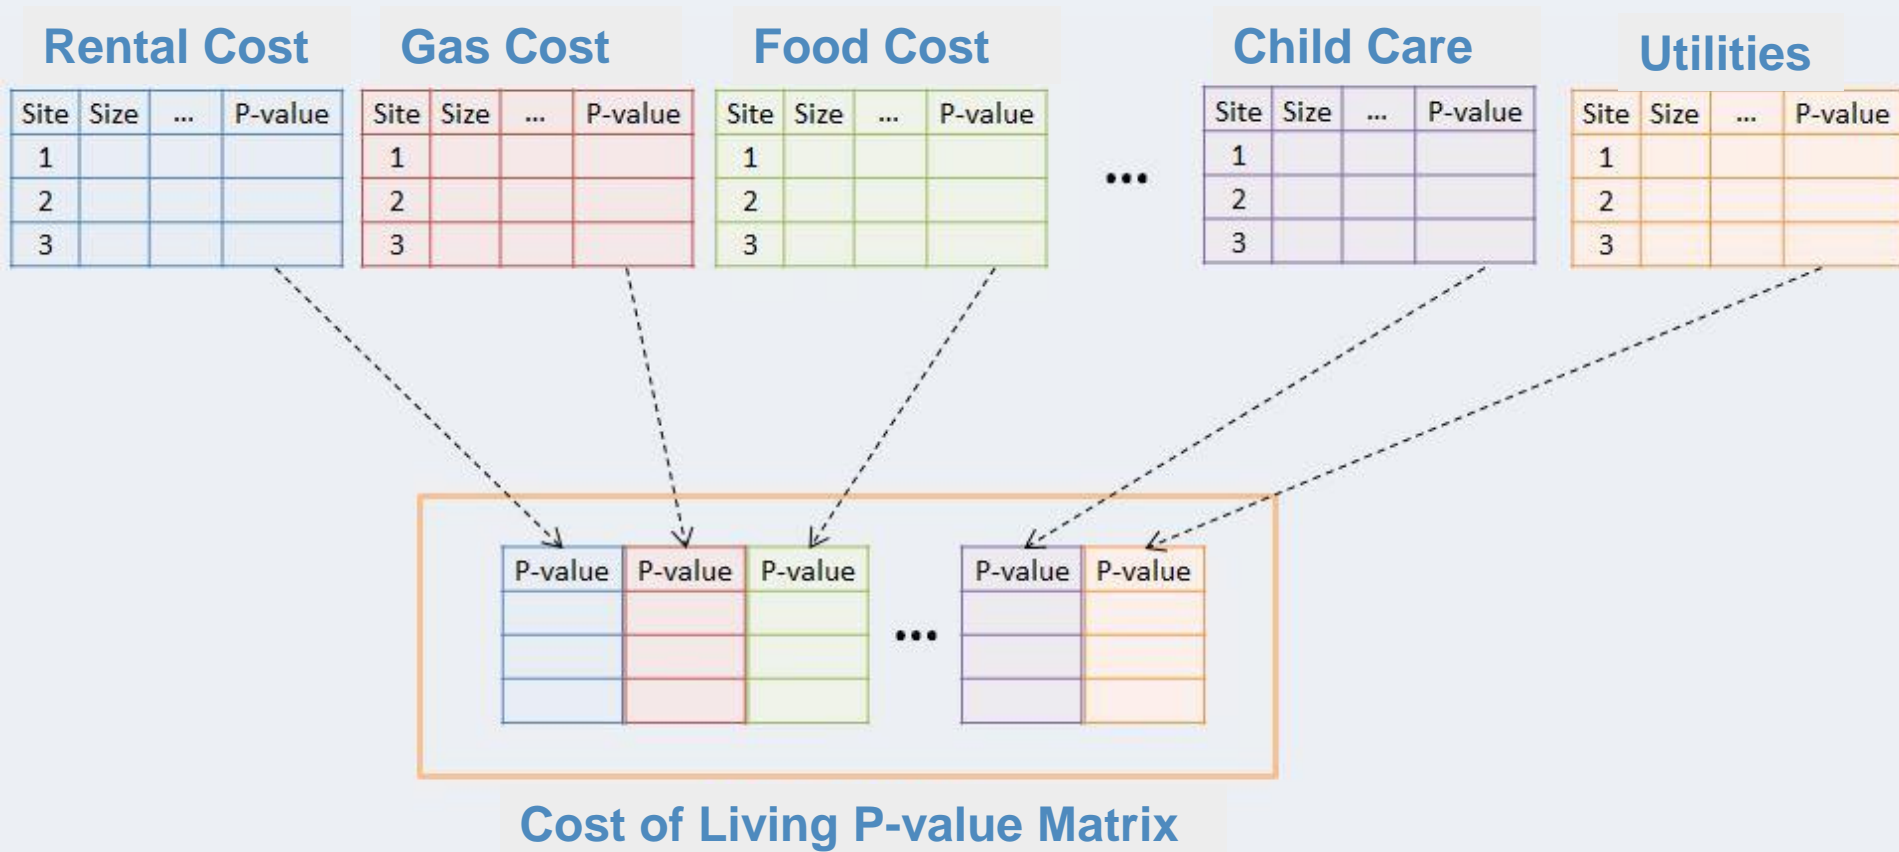 Rental Cost
Gas Cost
Food Cost
Child Care
Utilities
Site Size ... P-value
1
2
3
Site Size ... P-value
1
2
3
Site Size ... P-value
1
2
3
...
Site Size ... P-value
1
2
3
Site Size ... P-value
1
2
3
P-value P-value P-value ... P-value P-value
Cost of Living P-value Matrix